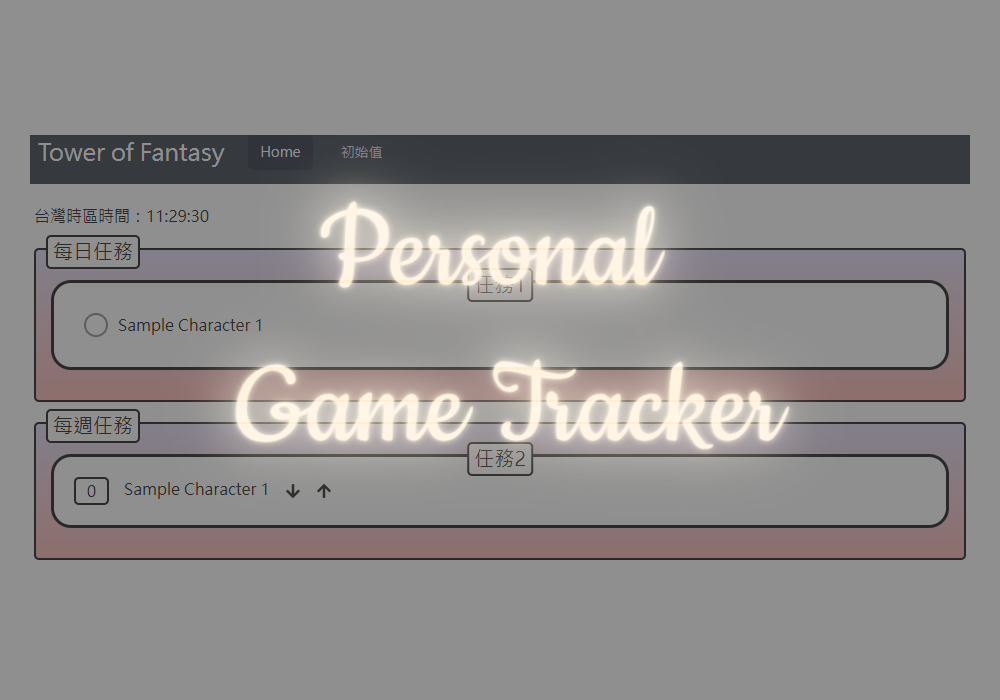 Tower of Fantasy Home 初始值
台灣時區時間：11:29:30
Personal
每日任務
任務1
Sample Character 1
Game Tracker
每週任務
任務2
0 Sample Character 1